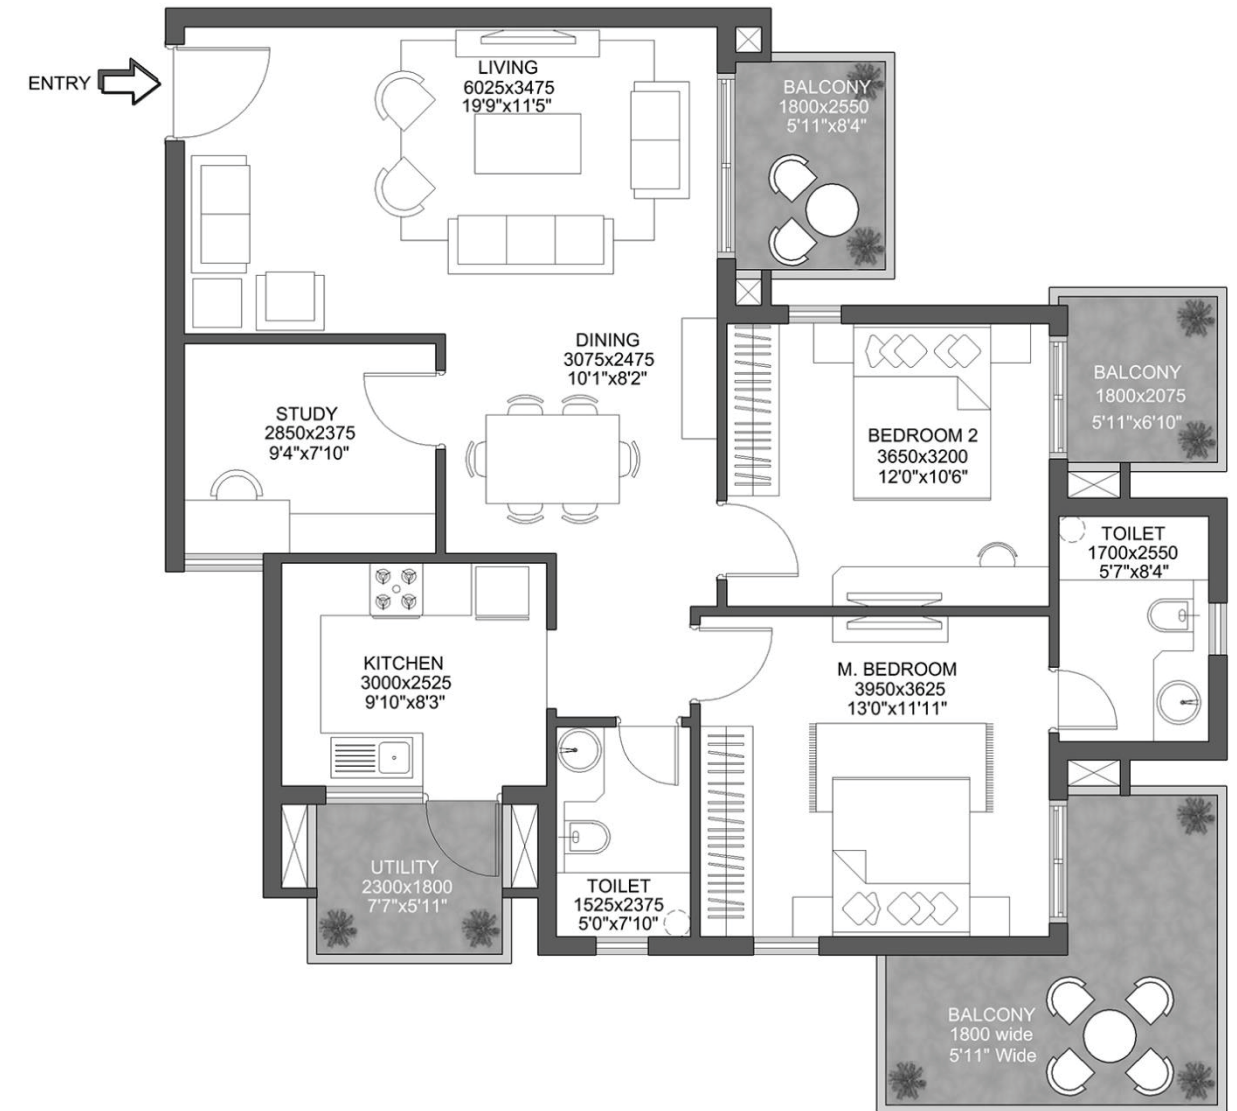 ENTRY
LIVING
6025x3475
19'9"x11'5"
BALCONY
1800x2550
5'11"x8'4"
DINING
3075x2475
10'1"x8'2"
BALCONY
1800x2075
5'11"x6'10"
STUDY
2850x2375
9'4"x7'10"
BEDROOM 2
3650x3200
12'0"x10'6"
TOILET
1700x2550
5'7"x8'4"
KITCHEN
3000x2525
9'10"x8'3"
M. BEDROOM
3950x3625
13'0"x11'11"
UTILITY
2300x1800
7'7"x5'11"
TOILET
1525x2375
5'0"x7'10"
BALCONY
1800 wide
5'11" Wide